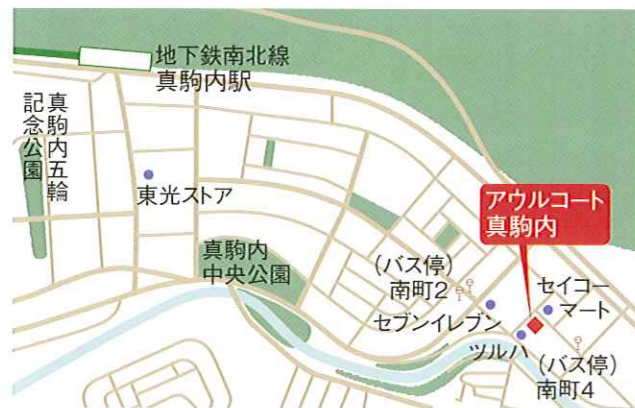 地下鉄南北線
真駒内駅
真駒内五輪
記念公園
東光ストア
アウルコート
真駒内
真駒内
中央公園
（バス停）
南町2
セイコー
マート
セブンイレブン
ツルハ
（バス停）
南町4